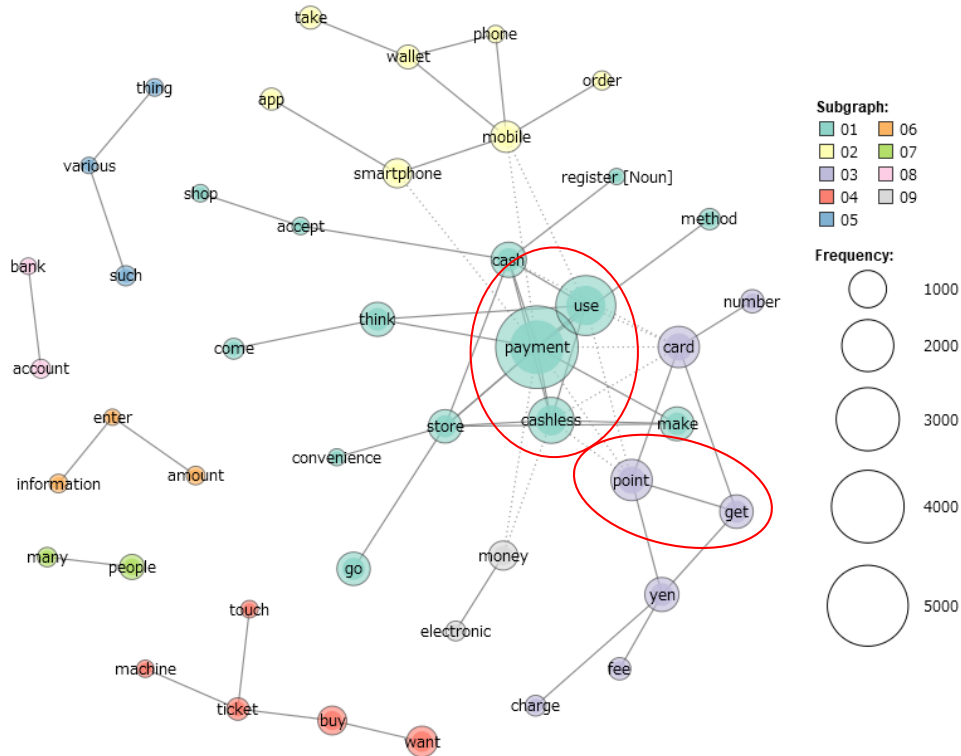 take
phone
wallet
order
thing
app
mobile
Subgraph:
01 06
02 07
03 08
04 09
05
various
smartphone
register [Noun]
shop
method
accept
Frequency:
bank
cash
such
1000
number
use
think
payment
card
2000
come
account
enter
store
cashless
make
3000
convenience
information
amount
point
get
4000
many
people
go
money
yen
5000
touch
electronic
machine
fee
ticket
buy
charge
want